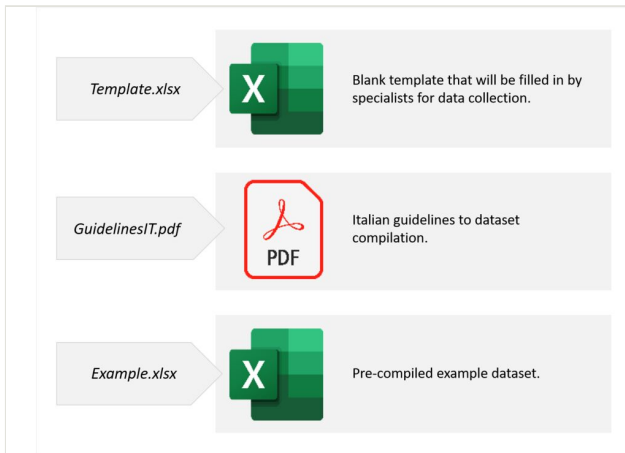 Template.xlsx
X
Blank template that will be filled in by
specialists for data collection.
GuidelinesIT.pdf
PDF
Italian guidelines to dataset
compilation.
Example.xlsx
X
Pre-compiled example dataset.